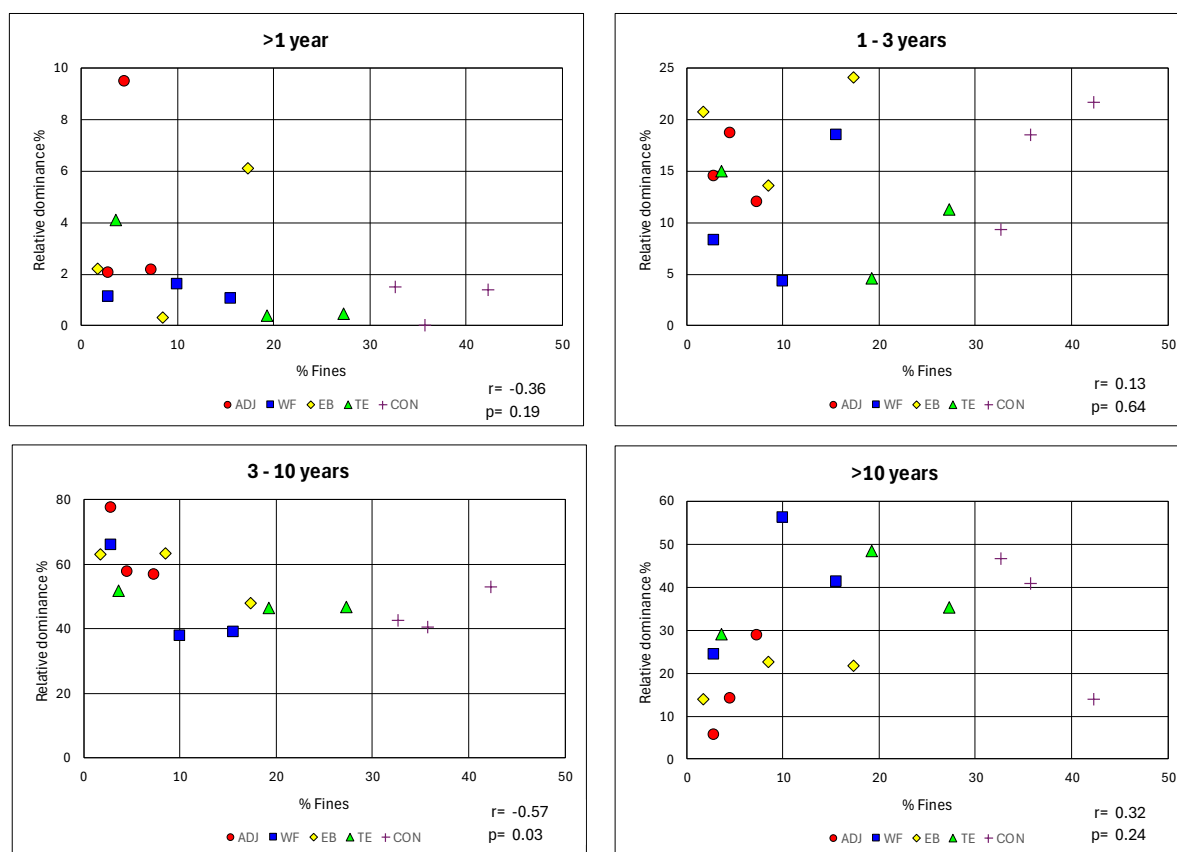 >1 year
10
8
6
4
2
0
Relative dominance %
0 10 20 30 40 50
% Fines
r= -0.36
p= 0.19
ADJ WF EB TE CON
1 - 3 years
25
20
15
10
5
0
Relative dominance %
0 10 20 30 40 50
% Fines
r= 0.13
p= 0.64
ADJ WF EB TE CON
3 - 10 years
80
60
40
20
0
Relative dominance %
0 10 20 30 40 50
% Fines
r= -0.57
p= 0.03
ADJ WF EB TE CON
>10 years
60
50
40
30
20
10
0
Relative dominance %
0 10 20 30 40 50
% Fines
r= 0.32
p= 0.24
ADJ WF EB TE CON